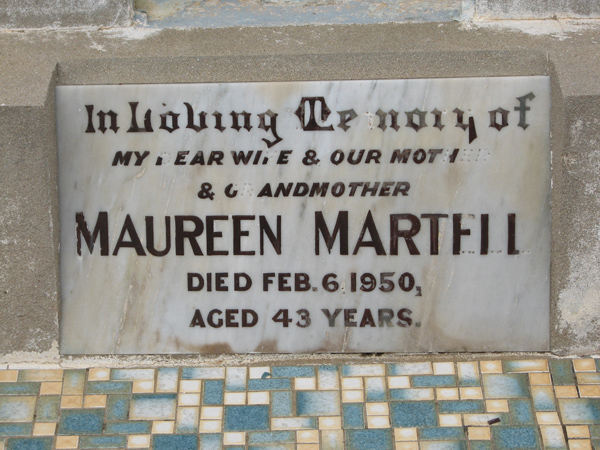 In Loving Memory of
MY DEAR WIFE & OUR MOTHER
& GRANDMOTHER
MAUREEN MARTELL
DIED FEB. 6, 1950,
AGED 43 YEARS.